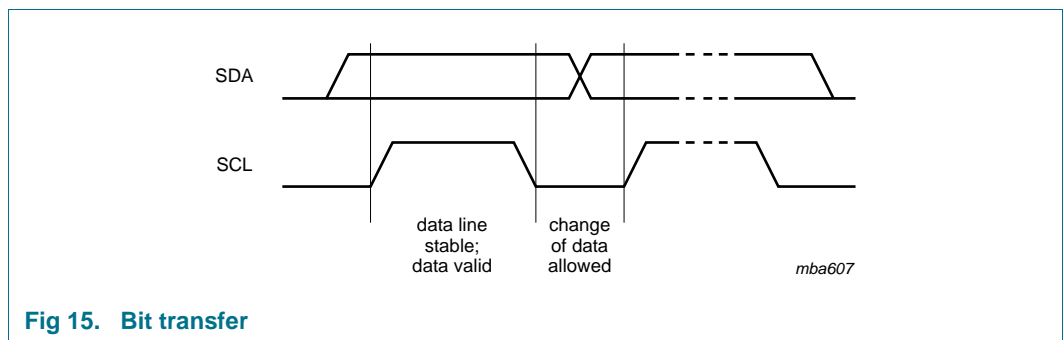 SDA
SCL
data line
stable;
data valid
change
of data
allowed
mba607
Fig 15. Bit transfer